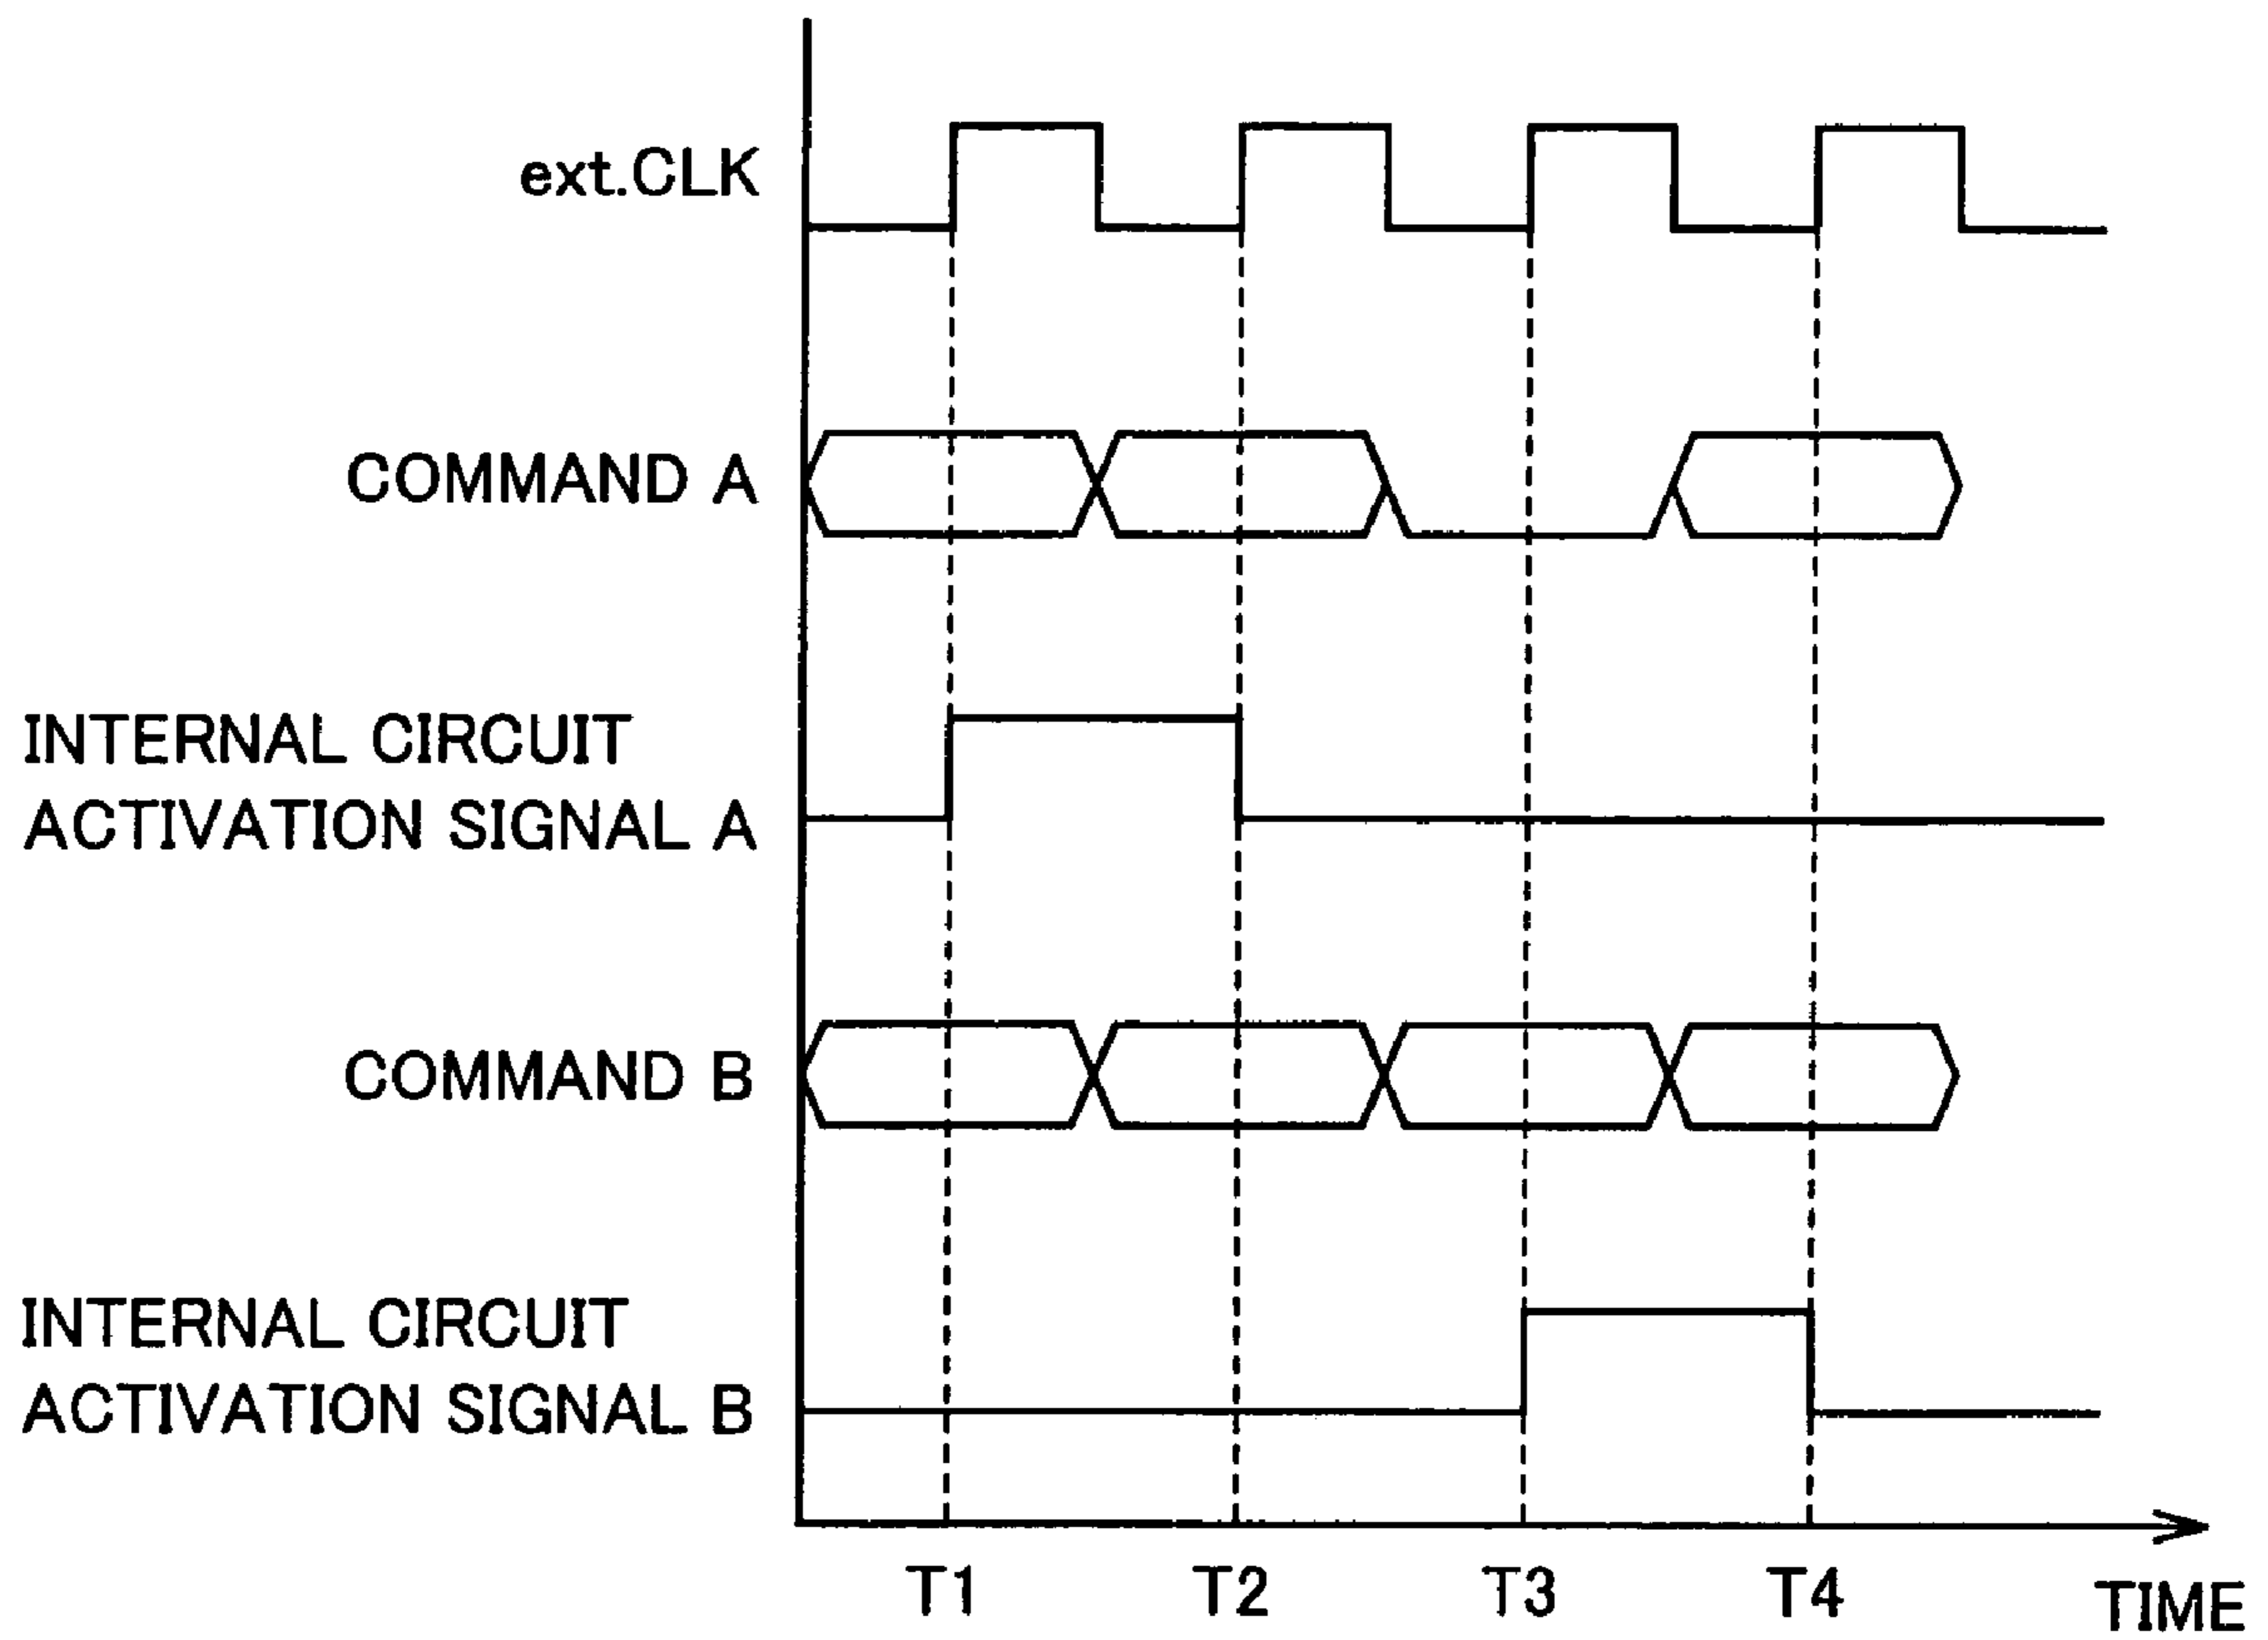 ext.CLK
COMMAND A
INTERNAL CIRCUIT
ACTIVATION SIGNAL A
COMMAND B
INTERNAL CIRCUIT
ACTIVATION SIGNAL B
T1 T2 T3 T4 TIME